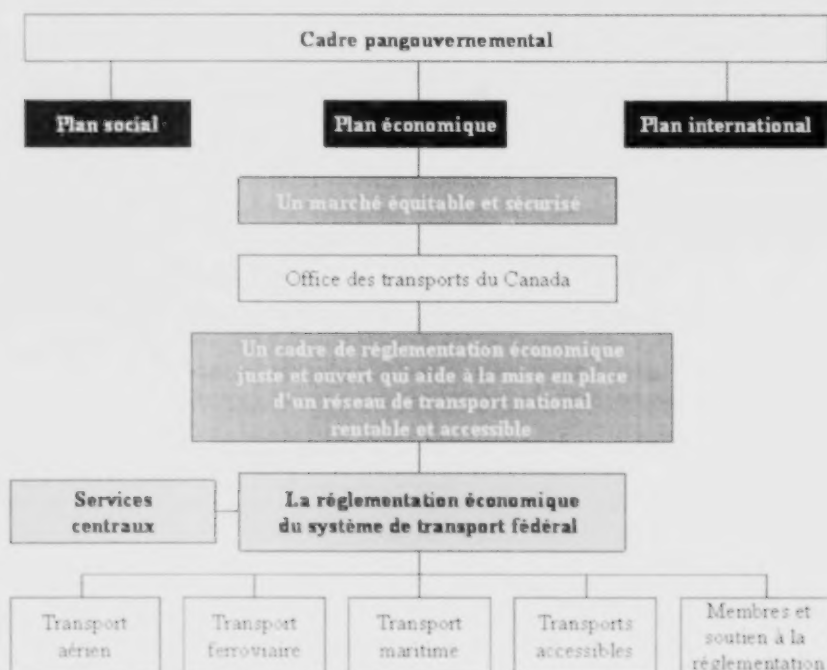 Cadre pangouvernemental
Plan social
Plan économique
Plan international
Un marché équitable et sécurisé
Office des transports du Canada
Un cadre de réglementation économique
juste et ouvert qui aide à la mise en place
d'un réseau de transport national
rentable et accessible
Services
centraux
La réglementation économique
du système de transport fédéral
Transport
aérien
Transport
ferroviaire
Transport
maritime
Transports
accessibles
Membres et
soutien à la
réglementation